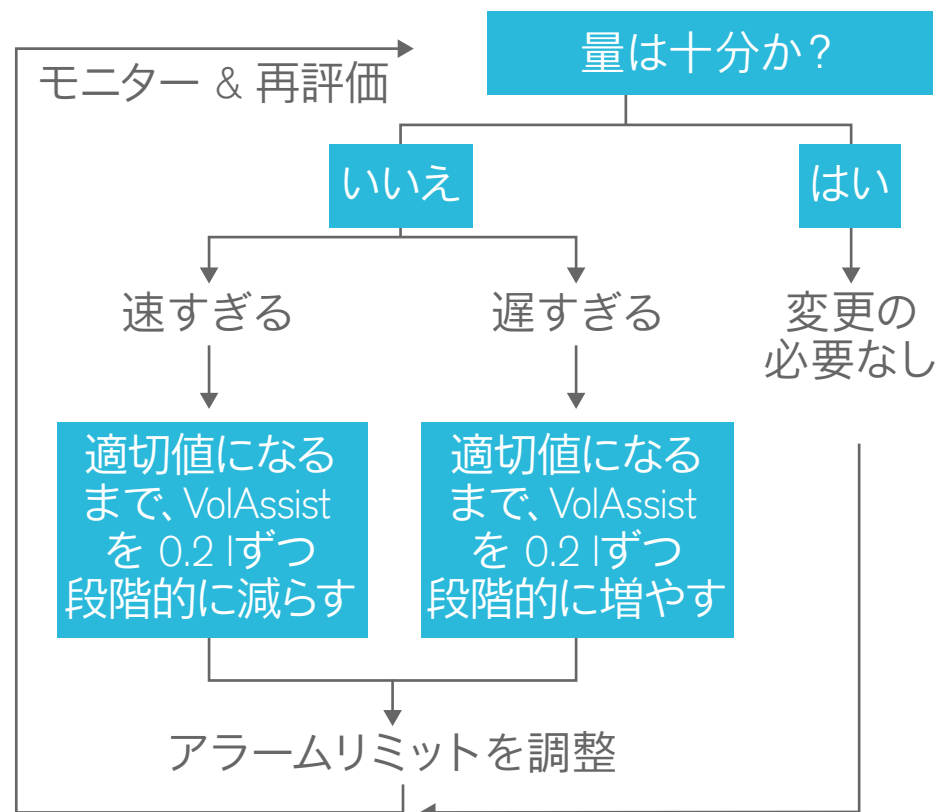 量は十分か？
モニター & 再評価
いいえ
はい
速すぎる
遅すぎる
変更の
必要なし
適切値になる
まで、VolAssist
を 0.2 lずつ
段階的に減らす
適切値になる
まで、VolAssist
を 0.2 lずつ
段階的に増やす
アラームリミットを調整